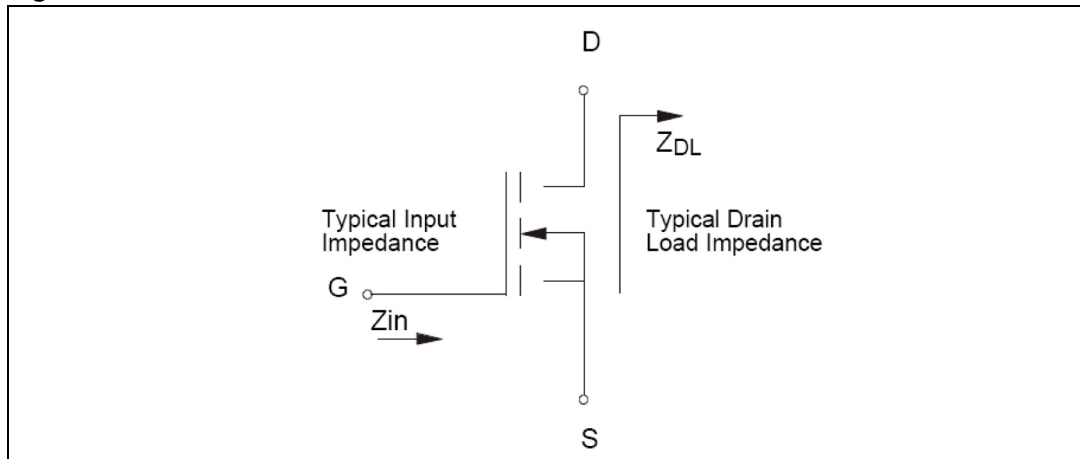 D
Z_DL
Typical Input
Impedance
Typical Drain
Load Impedance
G
Zin
S